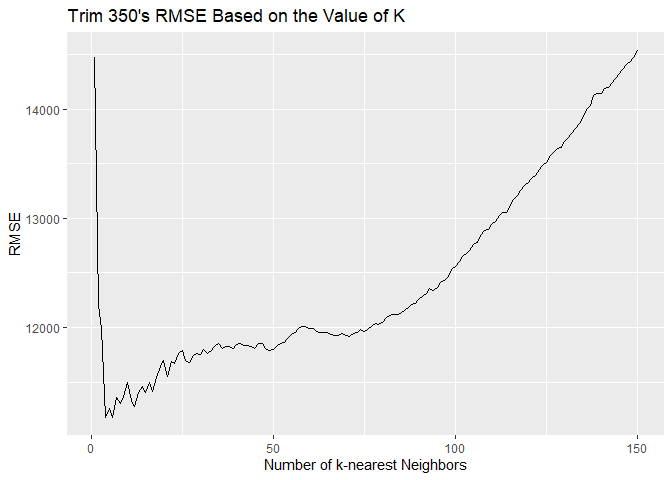 Trim 350's RMSE Based on the Value of K
14000
13000
12000
RMSE
0
50
100
150
Number of k-nearest Neighbors